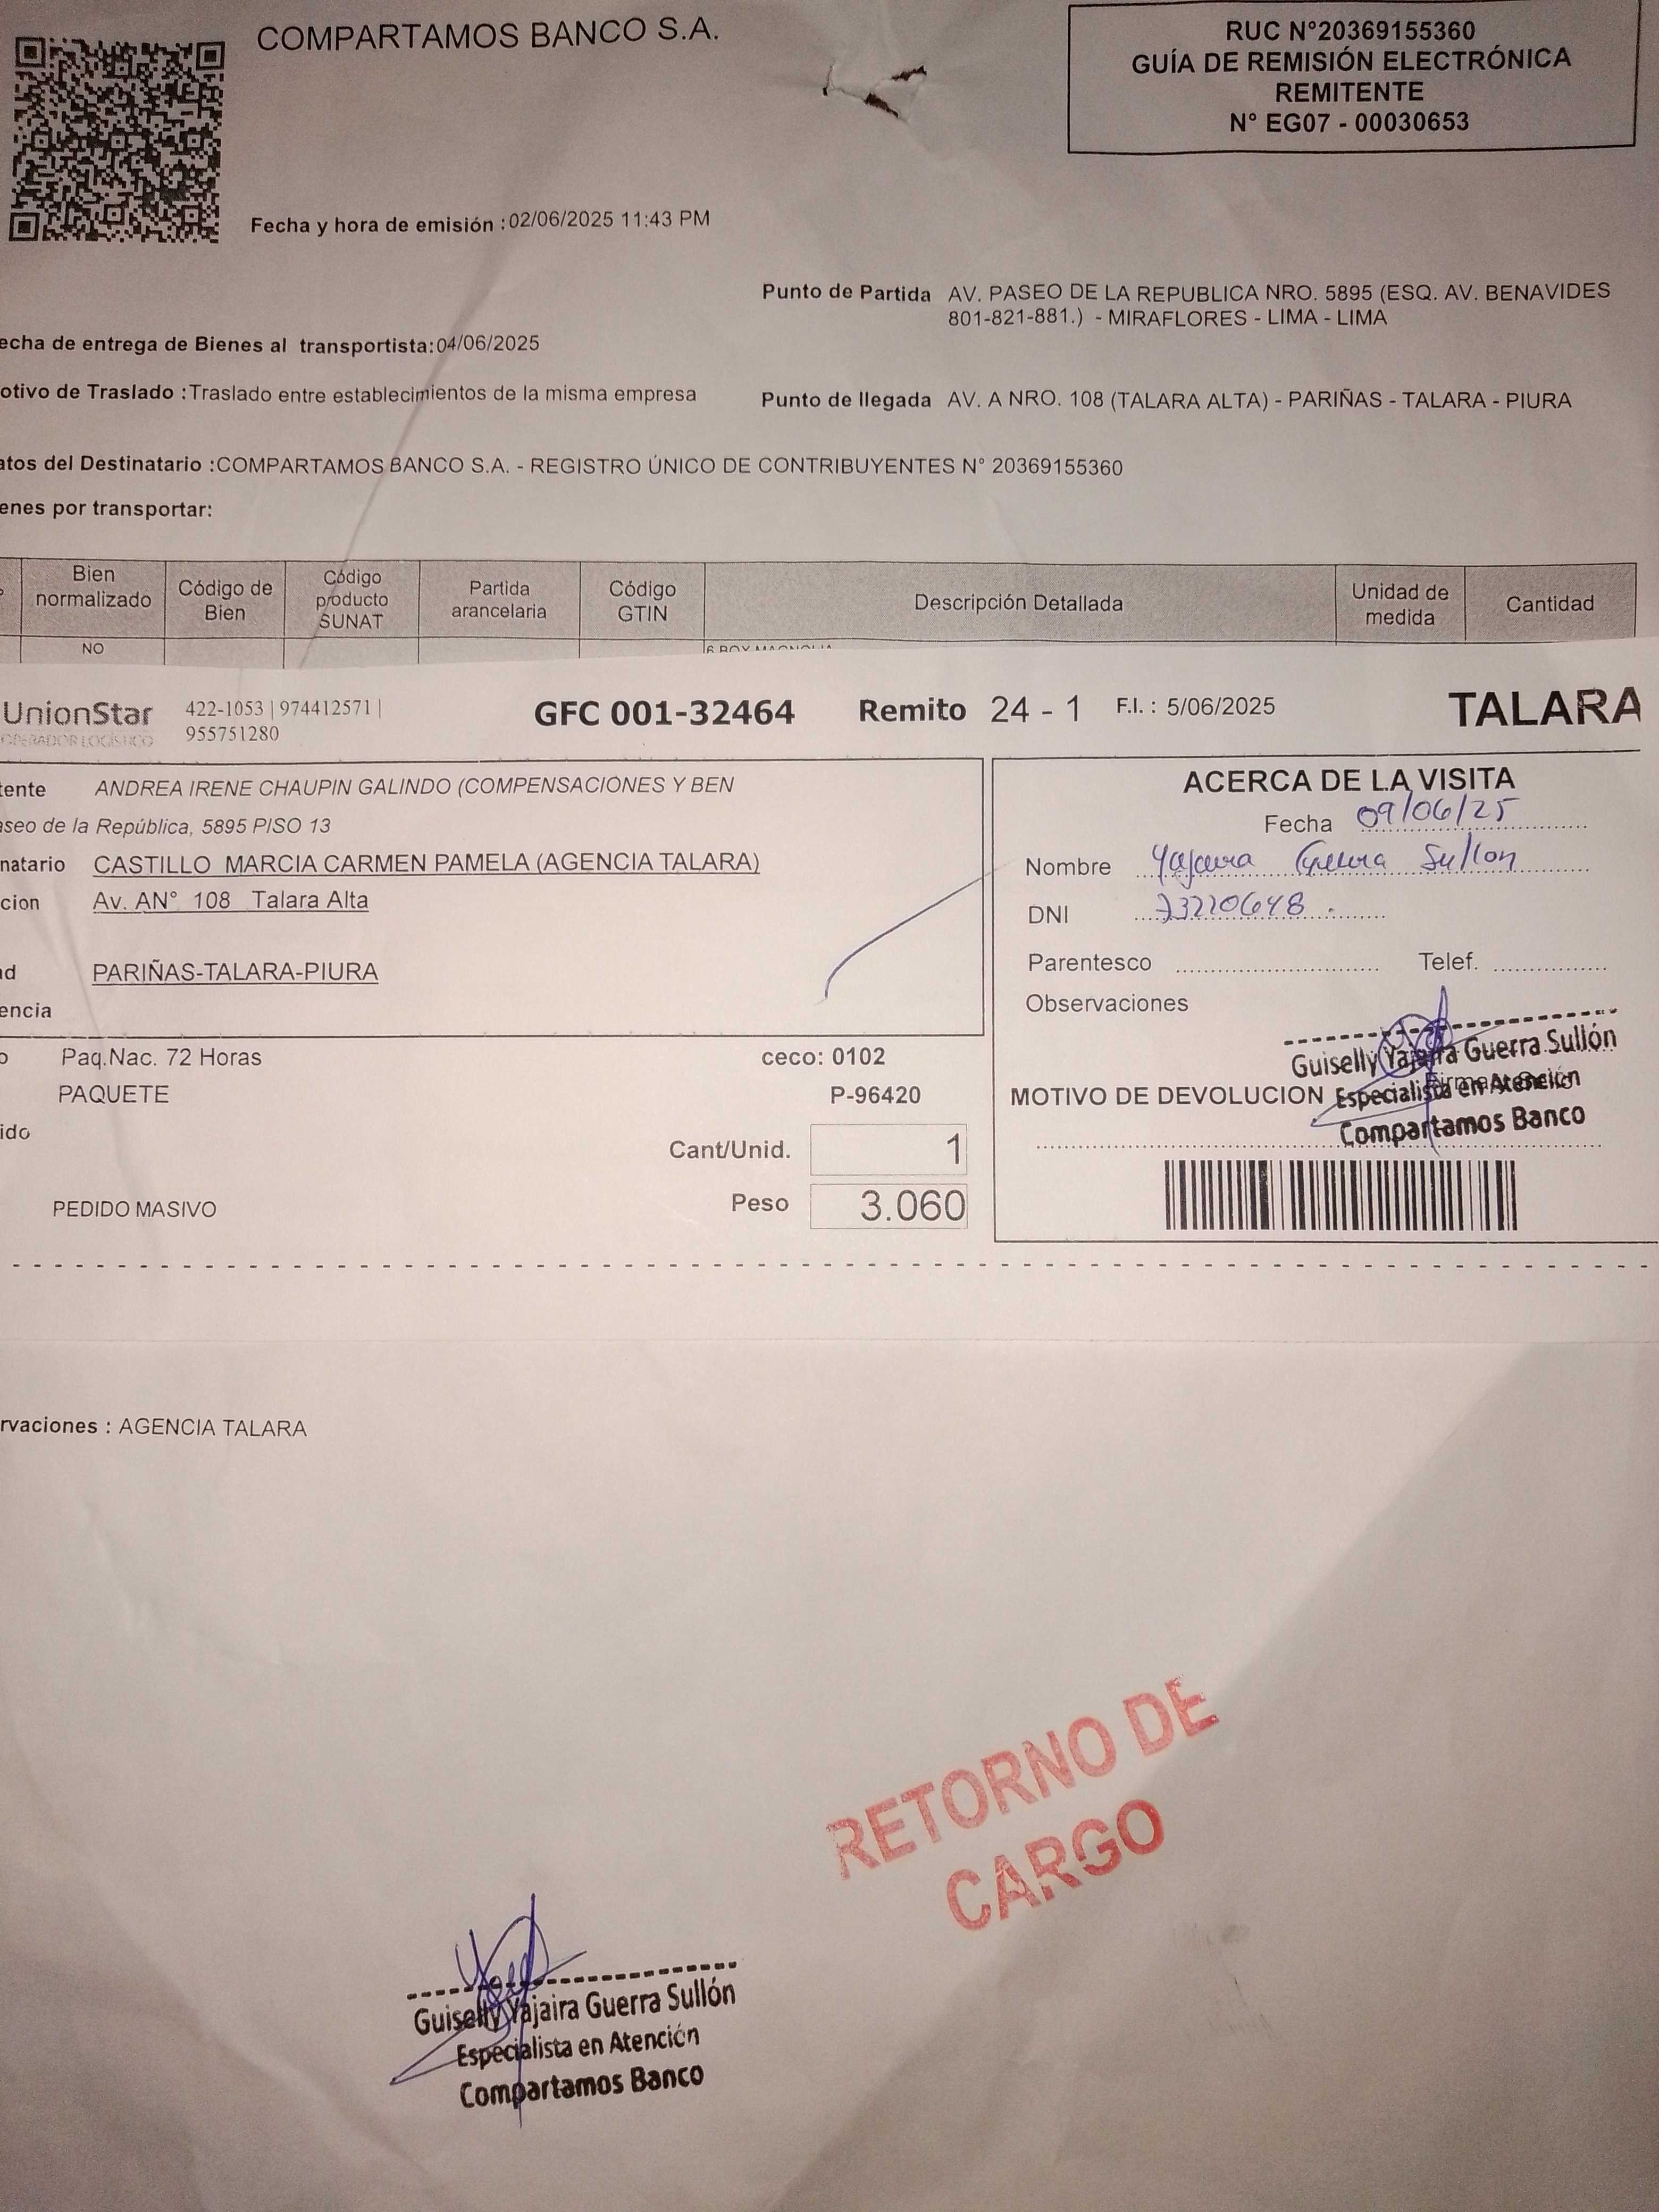 COMPARTAMOS BANCO S.A.
RUC N°20369155360
GUÍA DE REMISIÓN ELECTRÓNICA
REMITENTE
N° EG07 - 00030653
Fecha y hora de emisión :02/06/2025 11:43 PM
Punto de Partida AV. PASEO DE LA REPUBLICA NRO. 5895 (ESQ. AV. BENAVIDES
801-821-881.) - MIRAFLORES - LIMA - LIMA
echa de entrega de Bienes al transportista:04/06/2025
otivo de Traslado :Traslado entre establecimientos de la misma empresa
Punto de llegada AV. A NRO. 108 (TALARA ALTA) - PARIÑAS - TALARA - PIURA
atos del Destinatario :COMPARTAMOS BANCO S.A. - REGISTRO ÚNICO DE CONTRIBUYENTES N° 20369155360
enes por transportar:
Bien normalizado Código de Bien Código producto SUNAT Partida arancelaria Código GTIN Descripción Detallada Unidad de medida Cantidad
NO
UnionStar 422-1053 | 974412571 |
OPERADOR LOGÍSTICO 955751280
GFC 001-32464 Remito 24 - 1 F.I. : 5/06/2025 TALARA
tente ANDREA IRENE CHAUPIN GALINDO (COMPENSACIONES Y BEN
aseo de la República, 5895 PISO 13
natario CASTILLO MARCIA CARMEN PAMELA (AGENCIA TALARA)
cion Av. AN° 108 Talara Alta
ad PARIÑAS-TALARA-PIURA
encia
ACERCA DE LA VISITA
Fecha 09/06/25
Nombre Yajaira Guerra Sullon
DNI 73220648
Parentesco Telef.
Observaciones
Guiselly Yajaira Guerra Sullón
MOTIVO DE DEVOLUCION Especialista en Atención
Compartamos Banco
o Paq.Nac. 72 Horas ceco: 0102
PAQUETE P-96420
ido
Cant/Unid. 1
PEDIDO MASIVO Peso 3.060
rvaciones : AGENCIA TALARA
RETORNO DE
CARGO
Guiselly Yajaira Guerra Sullón
Especialista en Atención
Compartamos Banco